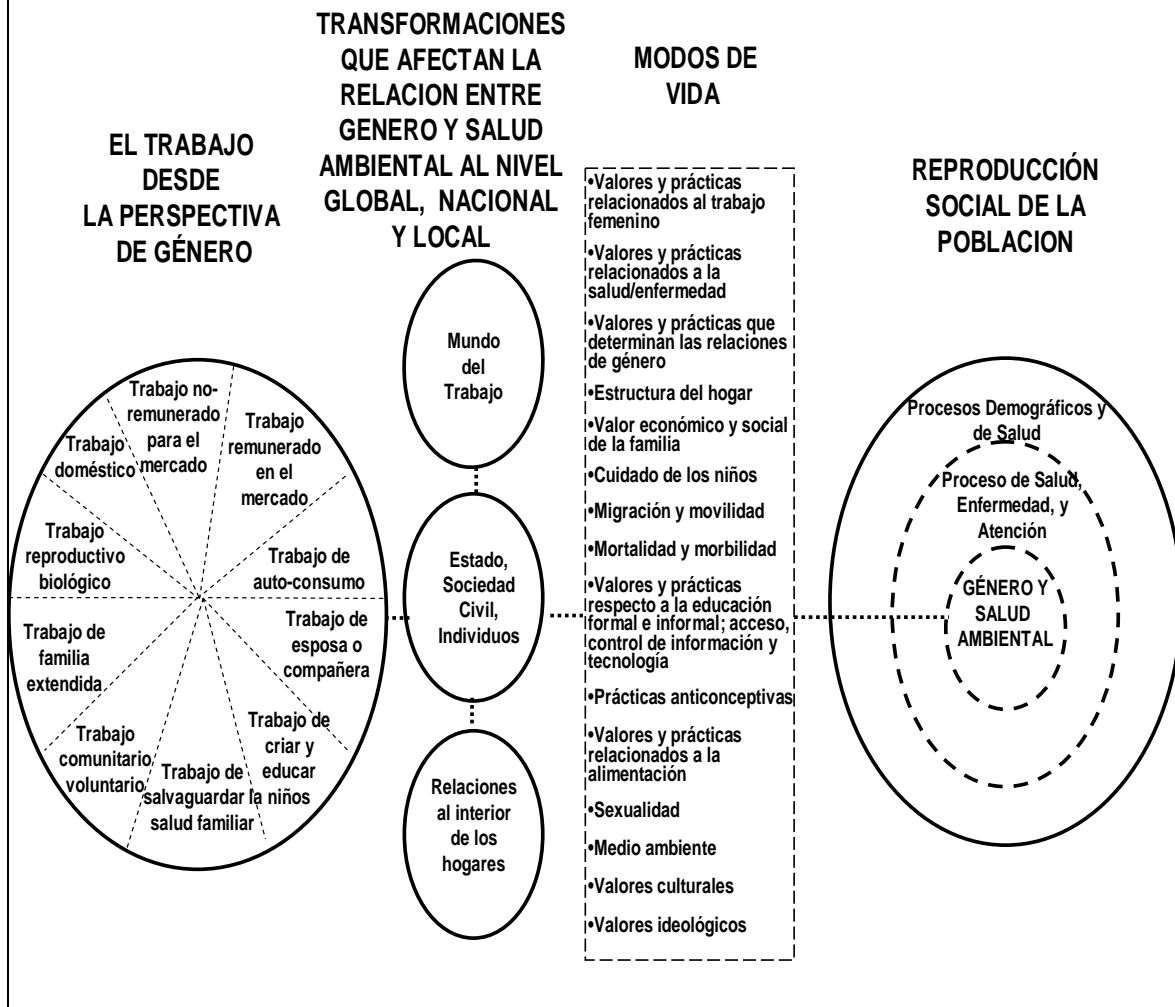 EL TRABAJO
DESDE
LA PERSPECTIVA
DE GÉNERO
Trabajo no-
remunerado
para el
mercado
Trabajo
remunerado
en el
mercado
Trabajo
doméstico
Trabajo
reproductivo
biológico
Trabajo de
auto-consumo
Trabajo de
familia
extendida
Trabajo de
esposa o
compañera
Trabajo
comunitario
voluntario
Trabajo de
salvaguardar la
salud familiar
Trabajo de
criar y
educar
niños
TRANSFORMACIONES
QUE AFECTAN LA
RELACION ENTRE
GENERO Y SALUD
AMBIENTAL AL NIVEL
GLOBAL, NACIONAL
Y LOCAL
Mundo
del
Trabajo
Estado,
Sociedad
Civil,
Individuos
Relaciones
al interior
de los
hogares
MODOS DE
VIDA
•Valores y prácticas
relacionados al trabajo
femenino
•Valores y prácticas
relacionados a la
salud/enfermedad
•Valores y prácticas que
determinan las relaciones
de género
•Estructura del hogar
•Valor económico y social
de la familia
•Cuidado de los niños
•Migración y movilidad
•Mortalidad y morbilidad
•Valores y prácticas
respecto a la educación
formal e informal; acceso,
control de información y
tecnología
•Prácticas anticonceptivas
•Valores y prácticas
relacionados a la
alimentación
•Sexualidad
•Medio ambiente
•Valores culturales
•Valores ideológicos
REPRODUCCIÓN
SOCIAL DE LA
POBLACION
Procesos Demográficos y
de Salud
Proceso de Salud,
Enfermedad, y
Atención
GÉNERO Y
SALUD
AMBIENTAL